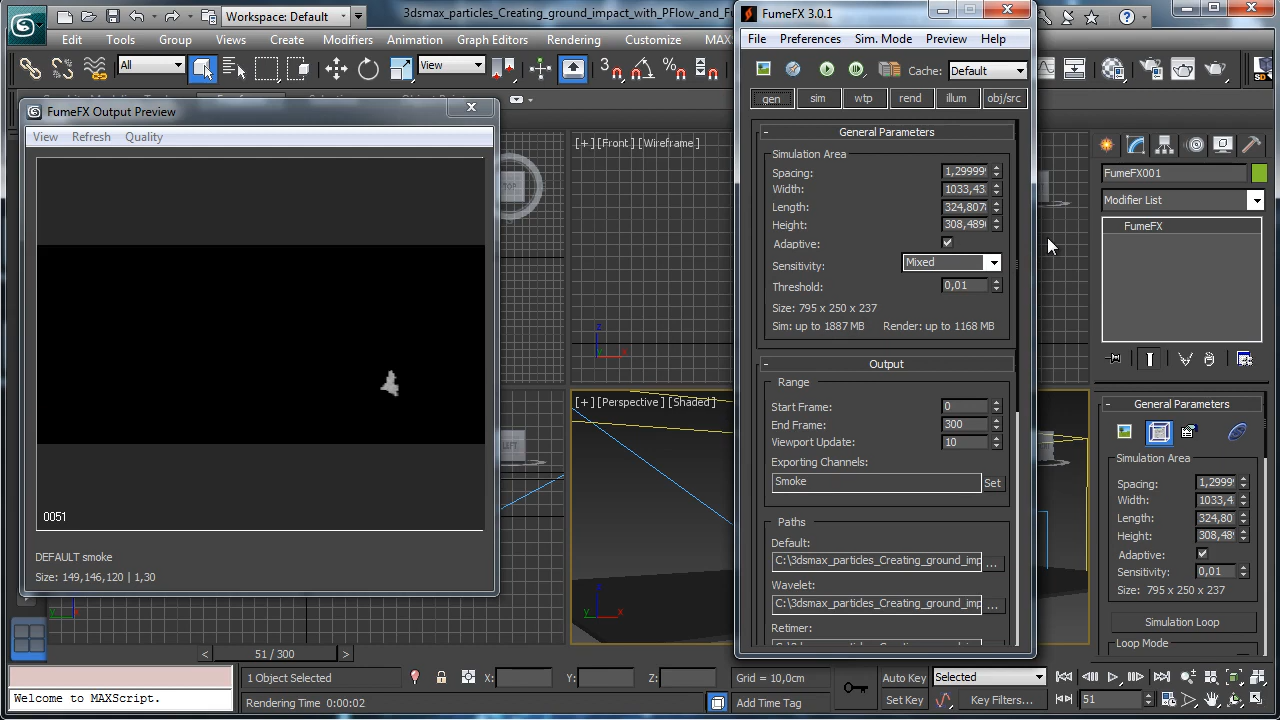 Workspace: Default
3dsmax_particles_Creating_ground_impact_with_PFlow_and_Fu
Edit Tools Group Views Create Modifiers Animation Graph Editors Rendering Customize MAX
All
View
FumeFX Output Preview
View Refresh Quality
0051
DEFAULT smoke
Size: 149,146,120 | 1,30
TOP
[+][Front][Wireframe]
z
x
LEFT
[+][Perspective][Shaded]
y
x
FumeFX 3.0.1
File Preferences Sim. Mode Preview Help
Cache: Default
gen sim wtp rend illum obj/src
- General Parameters
Simulation Area
Spacing: 1,29999
Width: 1033,43
Length: 324,807
Height: 308,489
Adaptive:
Sensitivity: Mixed
Threshold: 0,01
Size: 795 x 250 x 237
Sim: up to 1887 MB Render: up to 1168 MB
- Output
Range
Start Frame: 0
End Frame: 300
Viewport Update: 10
Exporting Channels:
Smoke Set
Paths
Default:
C:\3dsmax_particles_Creating_ground_imp ...
Wavelet:
C:\3dsmax_particles_Creating_ground_imp ...
Retimer:
FumeFX001
Modifier List
FumeFX
- General Parameters
Simulation Area
Spacing: 1,2999
Width: 1033,4
Length: 324,80
Height: 308,48
Adaptive:
Sensitivity: 0,01
Size: 795 x 250 x 237
Simulation Loop
Loop Mode
< 51 / 300 >
Welcome to MAXScript.
1 Object Selected
X: Y: Z:
Grid = 10,0cm
Rendering Time 0:00:02
Add Time Tag
Auto Key Selected
Set Key Key Filters...
51